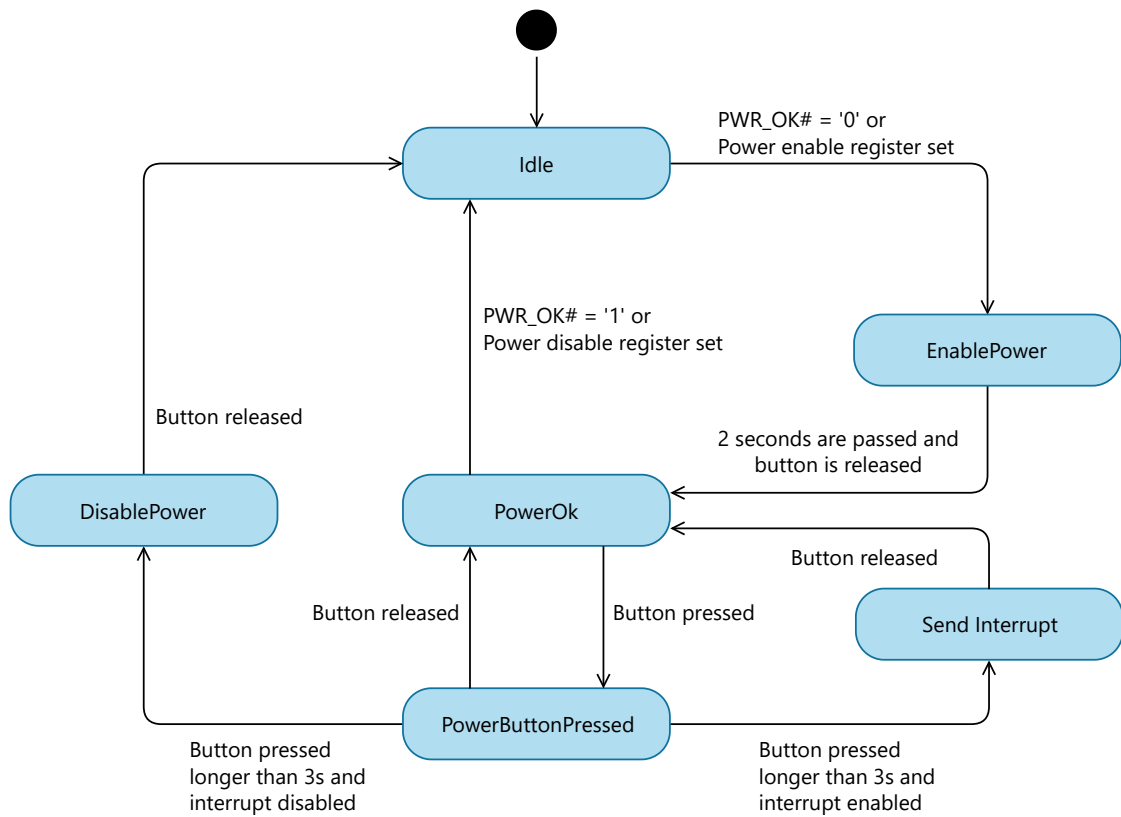 PWR_OK# = '0' or
Power enable register set
Idle
PWR_OK# = '1' or
Power disable register set
EnablePower
Button released
2 seconds are passed and
button is released
DisablePower
PowerOk
Button released
Button released
Button pressed
Send Interrupt
PowerButtonPressed
Button pressed
longer than 3s and
interrupt disabled
Button pressed
longer than 3s and
interrupt enabled